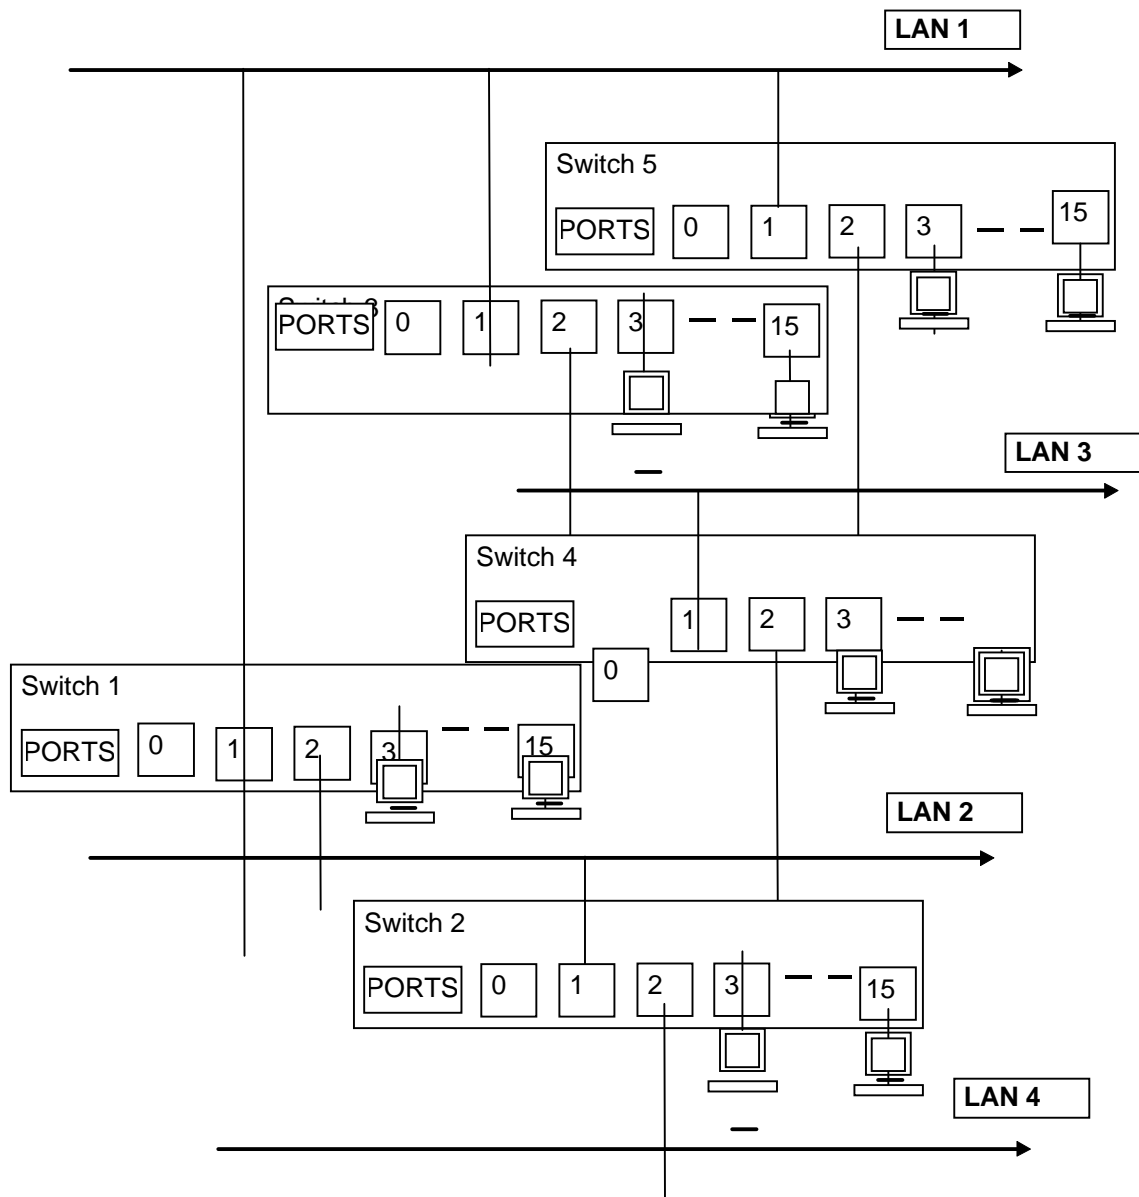 LAN 1
Switch 5
PORTS 0 1 2 3 15
PORTS 0 1 2 3 15
LAN 3
Switch 4
PORTS 1 2 3
0
Switch 1
PORTS 0 1 2 3 15
LAN 2
Switch 2
PORTS 0 1 2 3 15
LAN 4